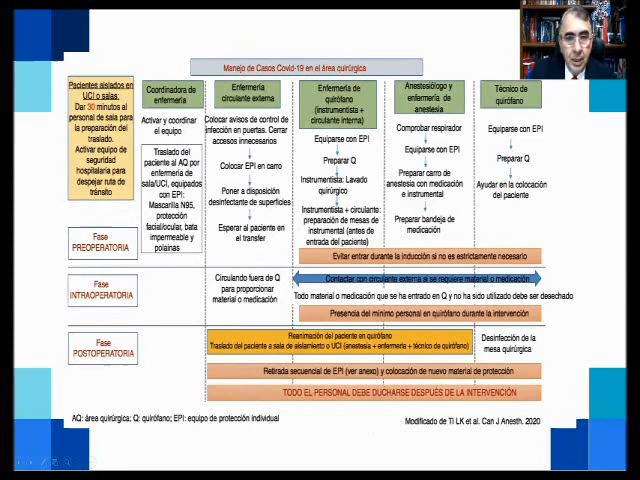 Manejo de Casos Covid-19 en el área quirúrgica
Pacientes aislados en
UCI o salas:
Dar 30 minutos al
personal de sala para
la preparación del
traslado.
Activar equipo de
seguridad
hospitalaria para
despejar ruta de
tránsito
Coordinadora de
enfermería
Activar y coordinar
el equipo
Traslado del
paciente al AQ por
enfermería de
sala/UCI, equipados
con EPI:
Mascarilla N95,
protección
facial/ocular, bata
impermeable y
polainas
Enfermería
circulante externa
Colocar avisos de control de
infección en puertas. Cerrar
accesos innecesarios
Colocar EPI en carro
Poner a disposición
desinfectante de superficies
Esperar al paciente en
el transfer
Enfermería de
quirófano
(instrumentista +
circulante interna)
Equiparse con EPI
Preparar Q
Instrumentista: Lavado
quirúrgico
Instrumentista + circulante:
preparación de mesas de
instrumental (antes de
entrada del paciente)
Anestesiólogo y
enfermería de
anestesia
Comprobar respirador
Equiparse con EPI
Preparar carro de
anestesia con medicación
e instrumental
Preparar bandeja de
medicación
Técnico de
quirófano
Equiparse con EPI
Preparar Q
Ayudar en la colocación
del paciente
Fase
PREOPERATORIA
Evitar entrar durante la inducción si no es estrictamente necesario
Fase
INTRAOPERATORIA
Circulando fuera de Q
para proporcionar
material o medicación
Contactar con circulante externa si se requiere material o medicación
Todo material o medicación que se ha entrado en Q y no ha sido utilizado debe ser desechado
Presencia del mínimo personal en quirófano durante la intervención
Fase
POSTOPERATORIA
Reanimación del paciente en quirófano
Traslado del paciente a sala de aislamiento o UCI (anestesia + enfermería + técnico de quirófano)
Desinfección de la
mesa quirúrgica
Retirada secuencial de EPI (ver anexo) y colocación de nuevo material de protección
TODO EL PERSONAL DEBE DUCHARSE DESPUÉS DE LA INTERVENCIÓN
AQ: área quirúrgica; Q: quirófano; EPI: equipo de protección individual
Modificado de Ti LK et al. Can J Anesth. 2020